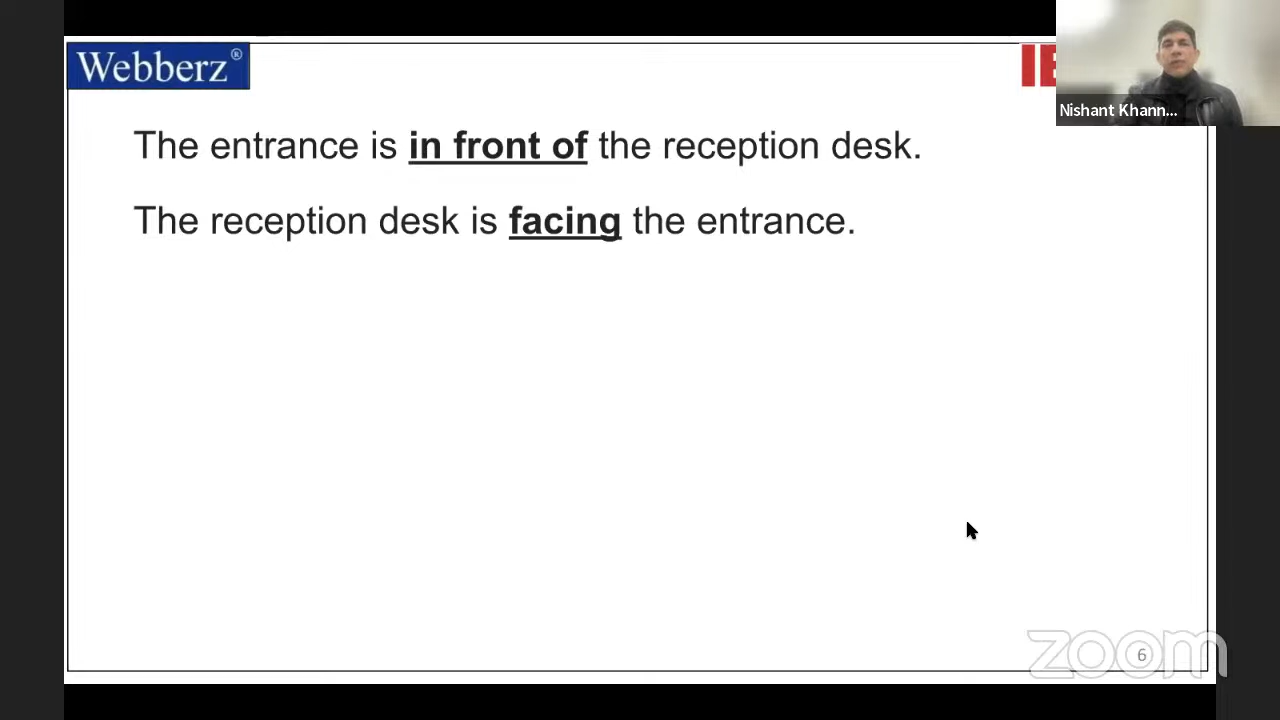 Webberz®
Nishant Khann...
The entrance is in front of the reception desk.
The reception desk is facing the entrance.
zoom
6